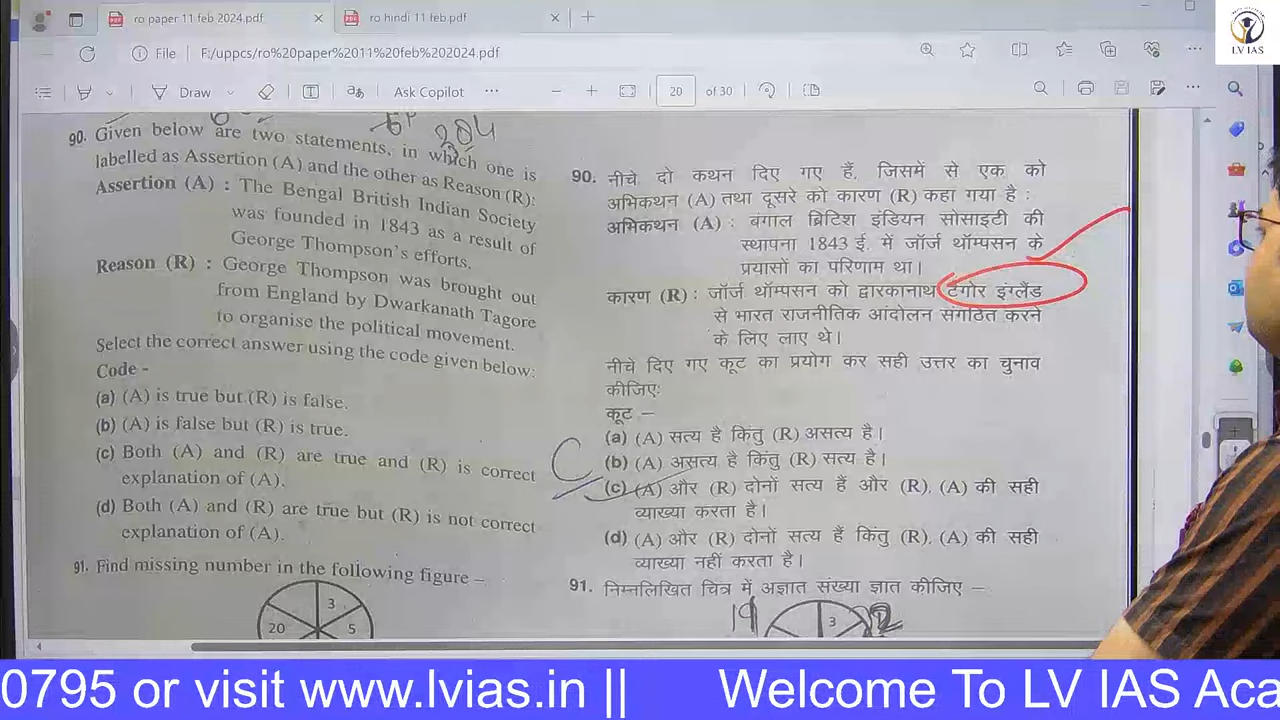 ro paper 11 feb 2024.pdf
ro hindi 11 feb.pdf
LV IAS
File
F:/uppcs/ro%20paper%2011%20feb%202024.pdf
Draw
Ask Copilot
20
of 30
204
90. Given below are two statements, in which one is
labelled as Assertion (A) and the other as Reason (R):
Assertion (A) : The Bengal British Indian Society
was founded in 1843 as a result of
George Thompson's efforts.
Reason (R) : George Thompson was brought out
from England by Dwarkanath Tagore
to organise the political movement.
Select the correct answer using the code given below:
Code -
(a) (A) is true but (R) is false.
(b) (A) is false but (R) is true.
(c) Both (A) and (R) are true and (R) is correct
explanation of (A).
(d) Both (A) and (R) are true but (R) is not correct
explanation of (A).
91. Find missing number in the following figure –
3
20
5
90. नीचे दो कथन दिए गए हैं, जिसमें से एक को
अभिकथन (A) तथा दूसरे को कारण (R) कहा गया है :
अभिकथन (A) : बंगाल ब्रिटिश इंडियन सोसाइटी की
स्थापना 1843 ई. में जॉर्ज थॉम्पसन के
प्रयासों का परिणाम था।
कारण (R) : जॉर्ज थॉम्पसन को द्वारकानाथ टैगोर इंग्लैंड
से भारत राजनीतिक आंदोलन संगठित करने
के लिए लाए थे।
नीचे दिए गए कूट का प्रयोग कर सही उत्तर का चुनाव
कीजिए:
कूट –
(a) (A) सत्य है किंतु (R) असत्य है।
C
(b) (A) असत्य है किंतु (R) सत्य है।
(c) (A) और (R) दोनों सत्य हैं और (R), (A) की सही
व्याख्या करता है।
(d) (A) और (R) दोनों सत्य हैं किंतु (R), (A) की सही
व्याख्या नहीं करता है।
91. निम्नलिखित चित्र में अज्ञात संख्या ज्ञात कीजिए –
19
3
0795 or visit www.lvias.in || Welcome To LV IAS Aca